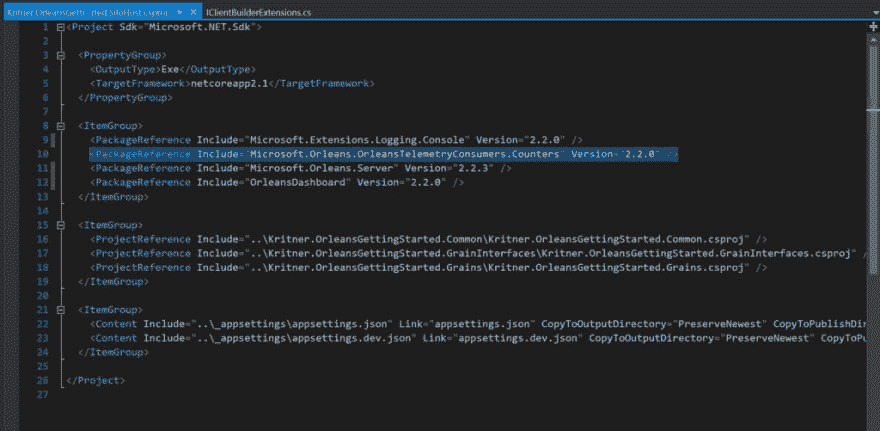 Kritner.OrleansGetti SiloHost.csproj IClientBuilderExtensions.cs
1 <Project Sdk="Microsoft.NET.Sdk">
2
3 <PropertyGroup>
4 <OutputType>Exe</OutputType>
5 <TargetFramework>netcoreapp2.1</TargetFramework>
6 </PropertyGroup>
7
8 <ItemGroup>
9 <PackageReference Include="Microsoft.Extensions.Logging.Console" Version="2.2.0" />
10 <PackageReference Include="Microsoft.Orleans.OrleansTelemetryConsumers.Counters" Version="2.2.0" />
11 <PackageReference Include="Microsoft.Orleans.Server" Version="2.2.3" />
12 <PackageReference Include="OrleansDashboard" Version="2.2.0" />
13 </ItemGroup>
14
15 <ItemGroup>
16 <ProjectReference Include="..\Kritner.OrleansGettingStarted.Common\Kritner.OrleansGettingStarted.Common.csproj" />
17 <ProjectReference Include="..\Kritner.OrleansGettingStarted.GrainInterfaces\Kritner.OrleansGettingStarted.GrainInterfaces.csproj" /
18 <ProjectReference Include="..\Kritner.OrleansGettingStarted.Grains\Kritner.OrleansGettingStarted.Grains.csproj" />
19 </ItemGroup>
20
21 <ItemGroup>
22 <Content Include="..\_appsettings\appsettings.json" Link="appsettings.json" CopyToOutputDirectory="PreserveNewest" CopyToPublishDir
23 <Content Include="..\_appsettings\appsettings.dev.json" Link="appsettings.dev.json" CopyToOutputDirectory="PreserveNewest" CopyToPu
24 </ItemGroup>
25
26 </Project>
27